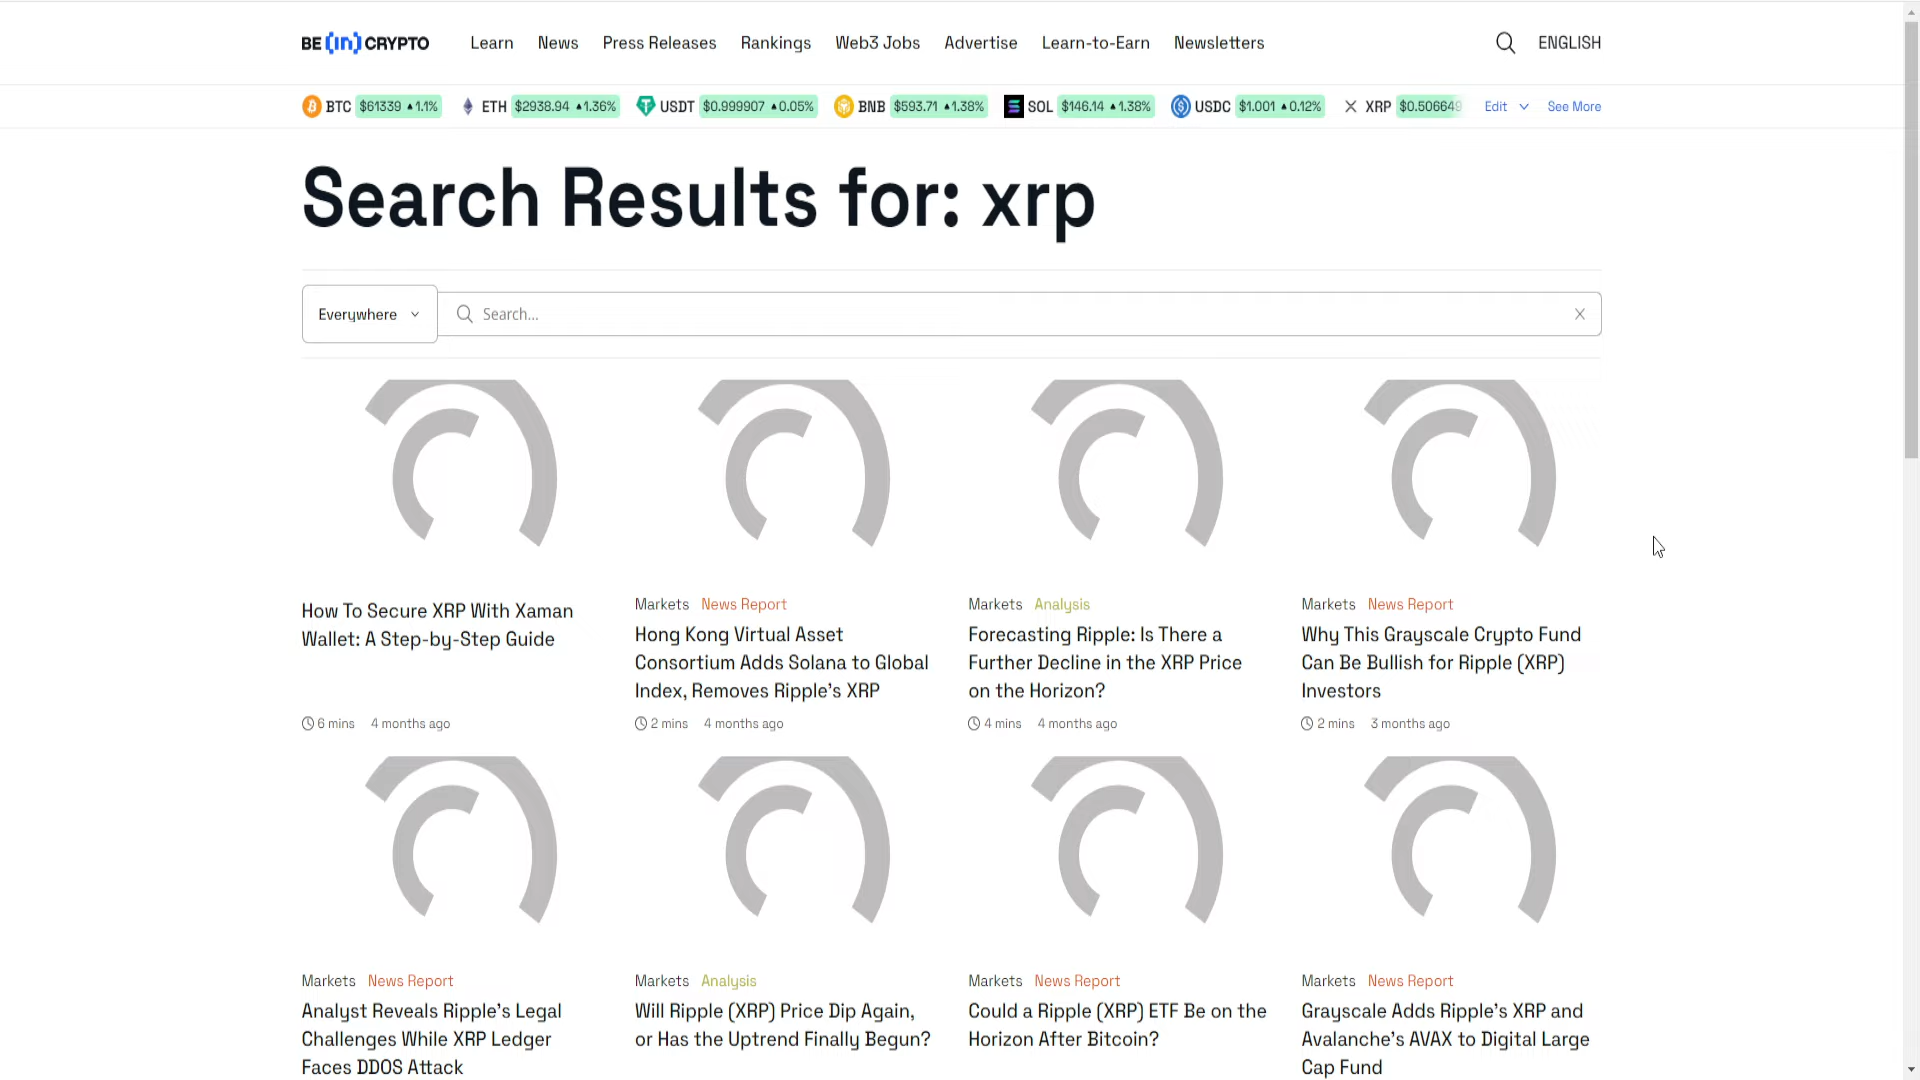 BE[in]CRYPTO Learn News Press Releases Rankings Web3 Jobs Advertise Learn-to-Earn Newsletters ENGLISH
BTC $61339 ▲1.1% ETH $2938.94 ▲1.36% USDT $0.999907 ▲0.05% BNB $593.71 ▲1.38% SOL $146.14 ▲1.38% USDC $1.001 ▲0.12% XRP $0.506649 Edit See More
Search Results for: xrp
Everywhere Search...
How To Secure XRP With Xaman
Wallet: A Step-by-Step Guide
6 mins 4 months ago
Markets News Report
Hong Kong Virtual Asset
Consortium Adds Solana to Global
Index, Removes Ripple's XRP
2 mins 4 months ago
Markets Analysis
Forecasting Ripple: Is There a
Further Decline in the XRP Price
on the Horizon?
4 mins 4 months ago
Markets News Report
Why This Grayscale Crypto Fund
Can Be Bullish for Ripple (XRP)
Investors
2 mins 3 months ago
Markets News Report
Analyst Reveals Ripple's Legal
Challenges While XRP Ledger
Faces DDOS Attack
Markets Analysis
Will Ripple (XRP) Price Dip Again,
or Has the Uptrend Finally Begun?
Markets News Report
Could a Ripple (XRP) ETF Be on the
Horizon After Bitcoin?
Markets News Report
Grayscale Adds Ripple's XRP and
Avalanche's AVAX to Digital Large
Cap Fund